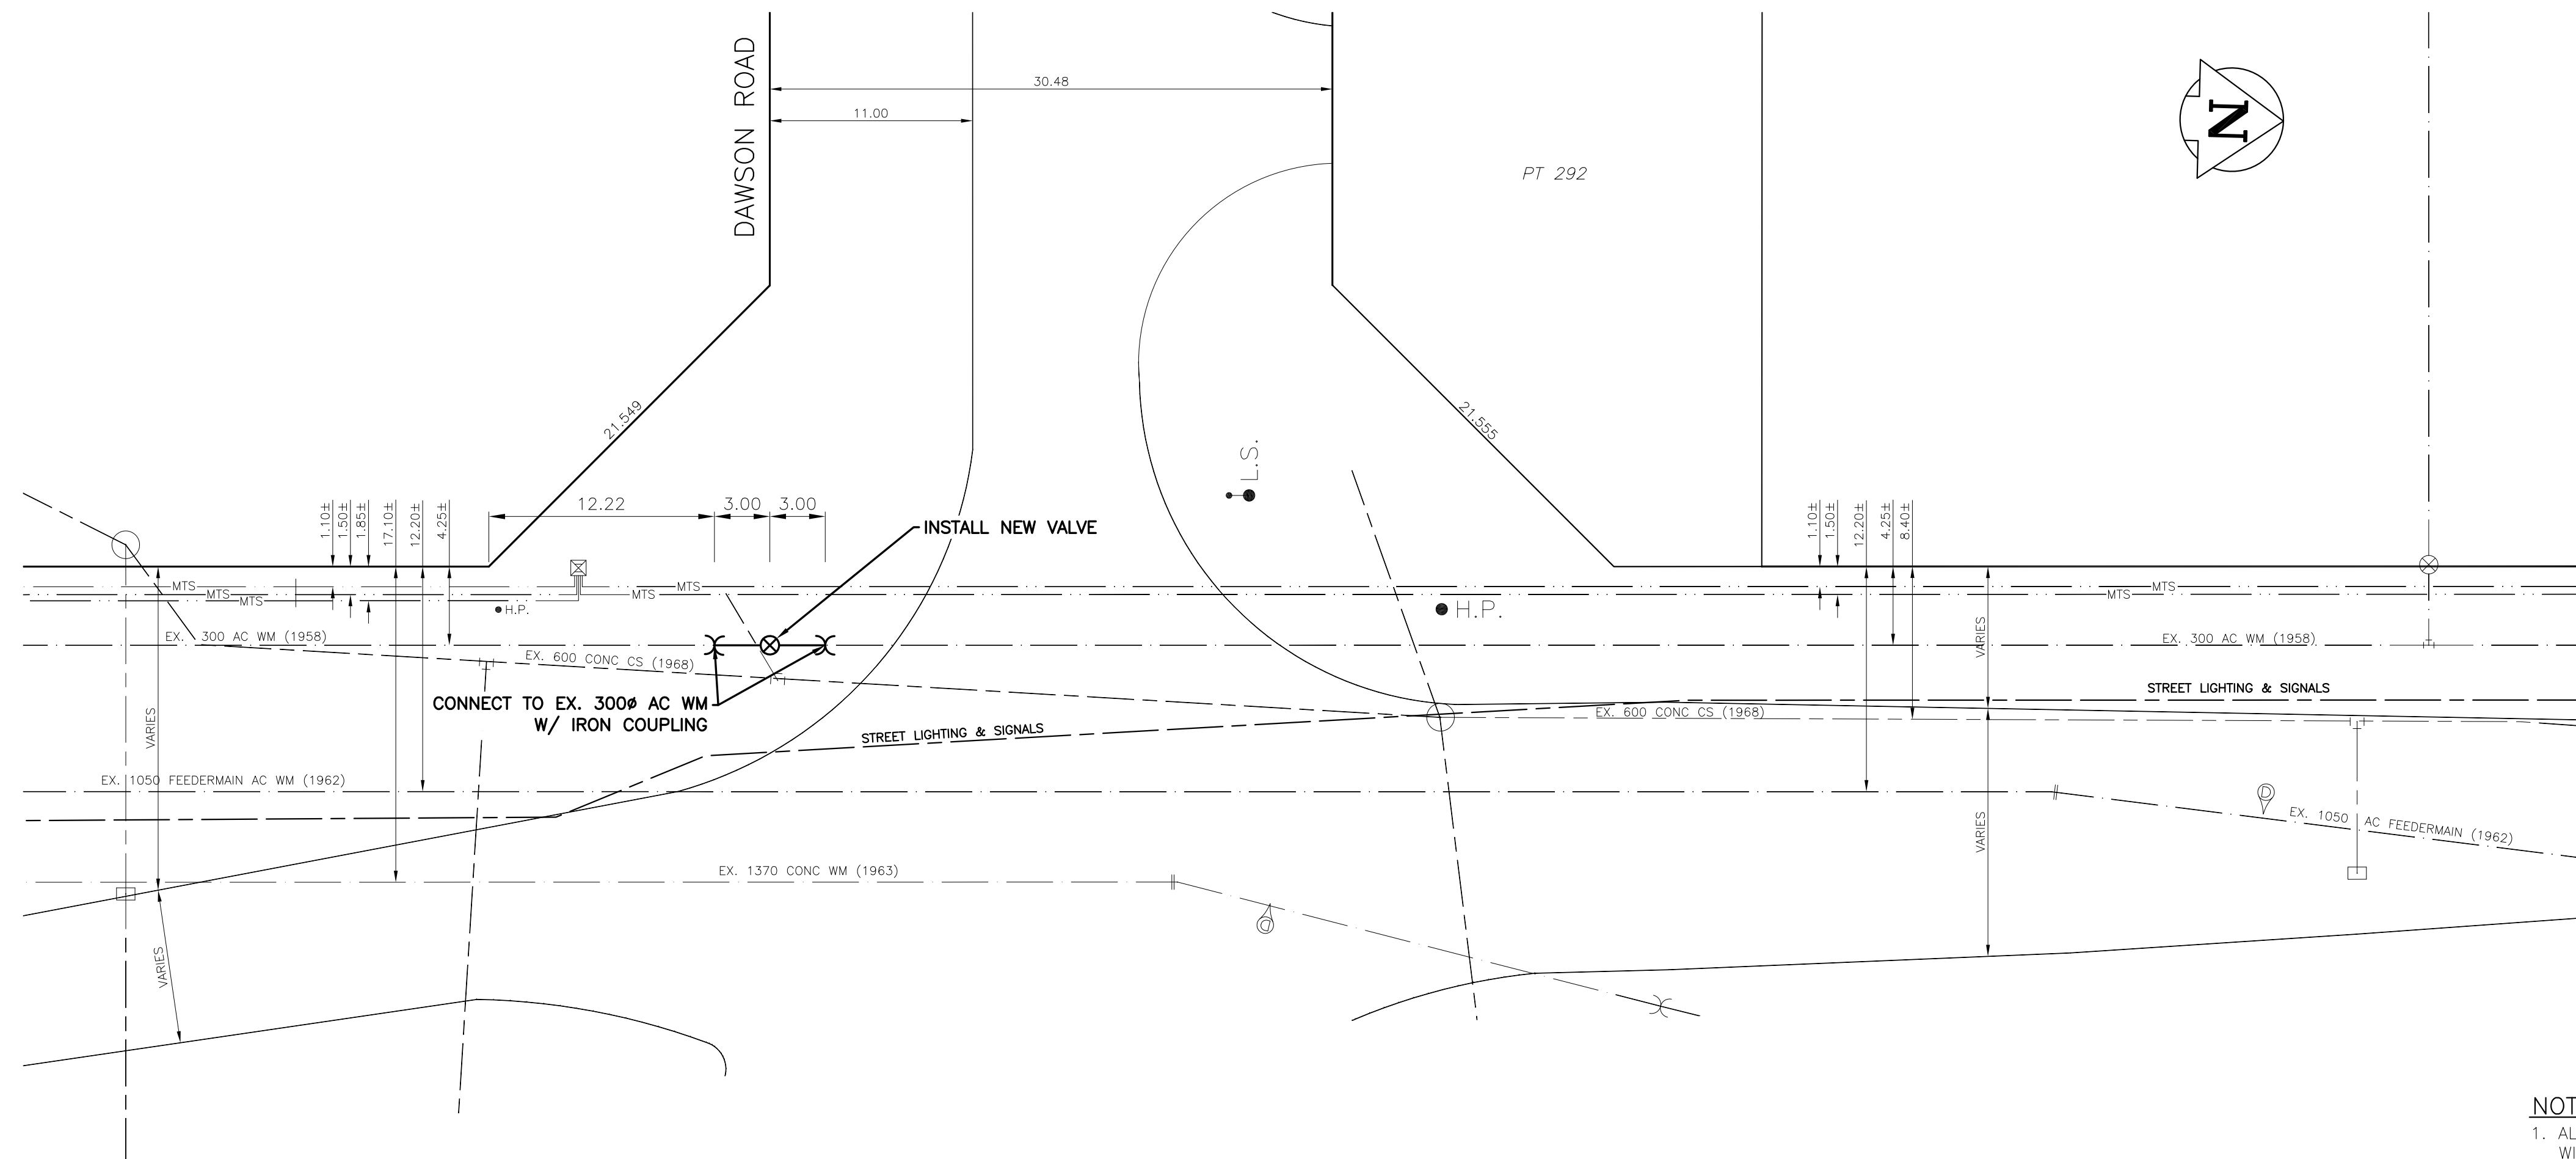 DAWSON ROAD
30.48
11.00
PT 292
N
21.549
21.555
L.S.
1.10±
1.50±
1.85±
17.10±
12.20±
4.25±
12.22
3.00
3.00
INSTALL NEW VALVE
1.10±
1.50±
12.20±
4.25±
8.40±
MTS
MTS
MTS
MTS
MTS
MTS
MTS
H.P.
H.P.
EX. 300 AC WM (1958)
EX. 300 AC WM (1958)
EX. 600 CONC CS (1968)
VARIES
CONNECT TO EX. 300ø AC WM
W/ IRON COUPLING
STREET LIGHTING & SIGNALS
STREET LIGHTING & SIGNALS
EX. 600 CONC CS (1968)
VARIES
EX. 1050 FEEDERMAIN AC WM (1962)
D
EX. 1050 AC FEEDERMAIN (1962)
VARIES
EX. 1370 CONC WM (1963)
D
VARIES
NOT
1. AL
WI